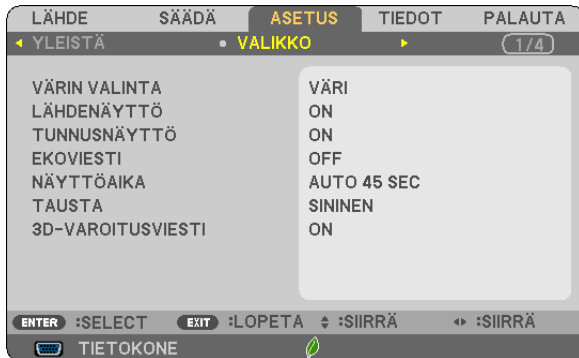 LÄHDE SÄÄDÄ ASETUS TIEDOT PALAUTA
YLEISTÄ • VALIKKO 1/4
VÄRIN VALINTA VÄRI
LÄHDENÄYTTÖ ON
TUNNUSNÄYTTÖ ON
EKOVIESTI OFF
NÄYTTÖAIKA AUTO 45 SEC
TAUSTA SININEN
3D-VAROITUSVIESTI ON
ENTER :SELECT EXIT :LOPETA :SIIRRÄ :SIIRRÄ
TIETOKONE